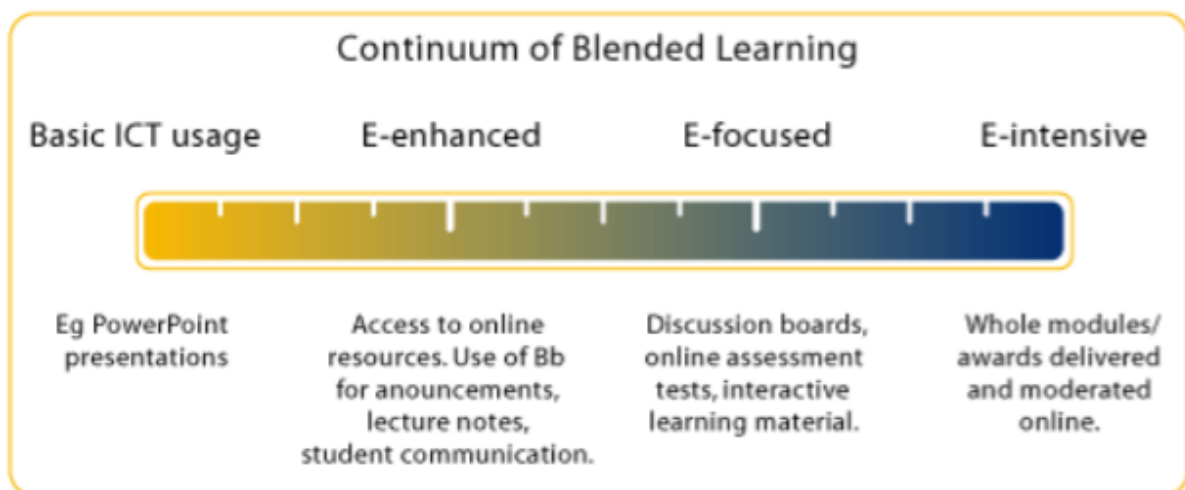 Continuum of Blended Learning
Basic ICT usage
E-enhanced
E-focused
E-intensive
Eg PowerPoint
presentations
Access to online
resources. Use of Bb
for anouncements,
lecture notes,
student communication.
Discussion boards,
online assessment
tests, interactive
learning material.
Whole modules/
awards delivered
and moderated
online.